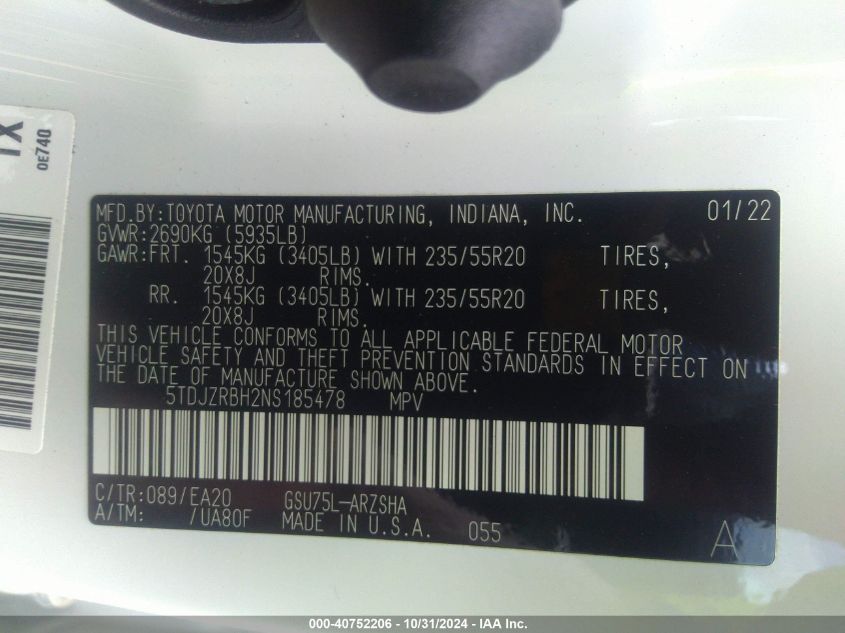 1X
0E740
MFD.BY:TOYOTA MOTOR MANUFACTURING, INDIANA, INC. 01/22
GVWR:2690KG (5935LB)
GAWR:FRT. 1545KG (3405LB) WITH 235/55R20 TIRES,
20X8J RIMS.
RR. 1545KG (3405LB) WITH 235/55R20 TIRES,
20X8J RIMS.
THIS VEHICLE CONFORMS TO ALL APPLICABLE FEDERAL MOTOR
VEHICLE SAFETY AND THEFT PREVENTION STANDARDS IN EFFECT ON
THE DATE OF MANUFACTURE SHOWN ABOVE.
5TDJZRBH2NS185478 MPV
C/TR:089/EA20 GSU75L-ARZSHA
A/TM: /UA80F MADE IN U.S.A. 055 A
000-40752206 - 10/31/2024 - IAA Inc.